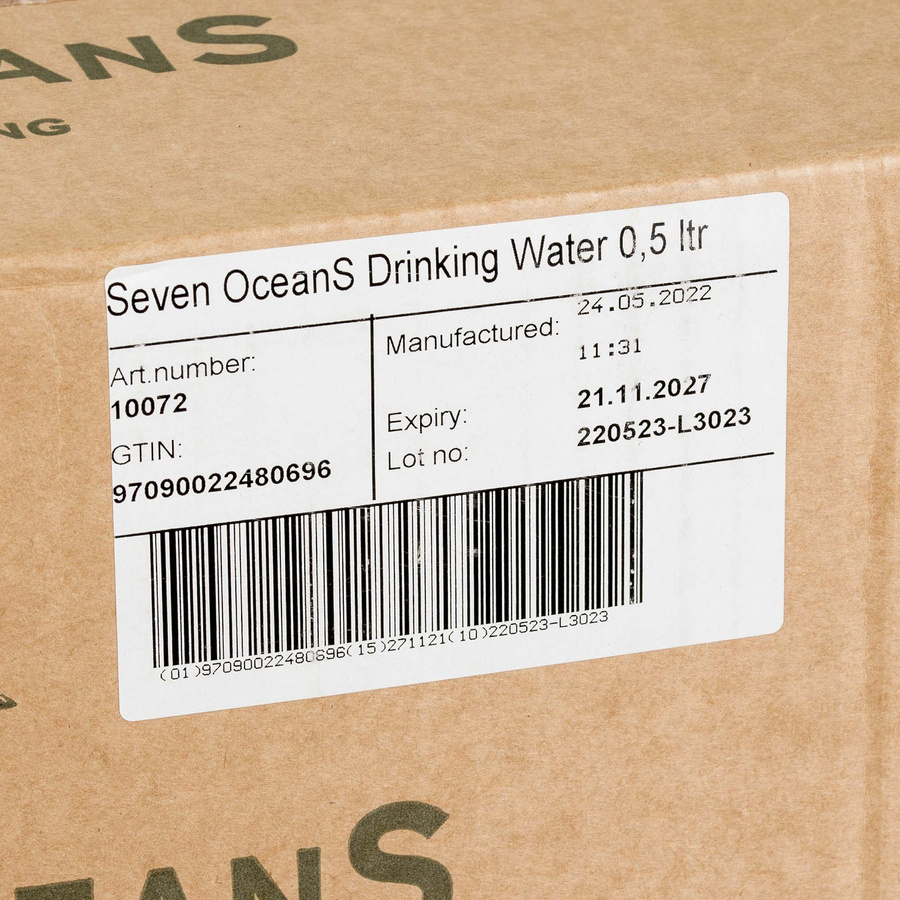 ANS
NG
Seven OceanS Drinking Water 0,5 ltr
Art.number:
10072
GTIN:
97090022480696
Manufactured: 24.05.2022
11:31
Expiry: 21.11.2027
Lot no: 220523-L3023
(01)97090022480696(15)271121(10)220523-L3023
EANS